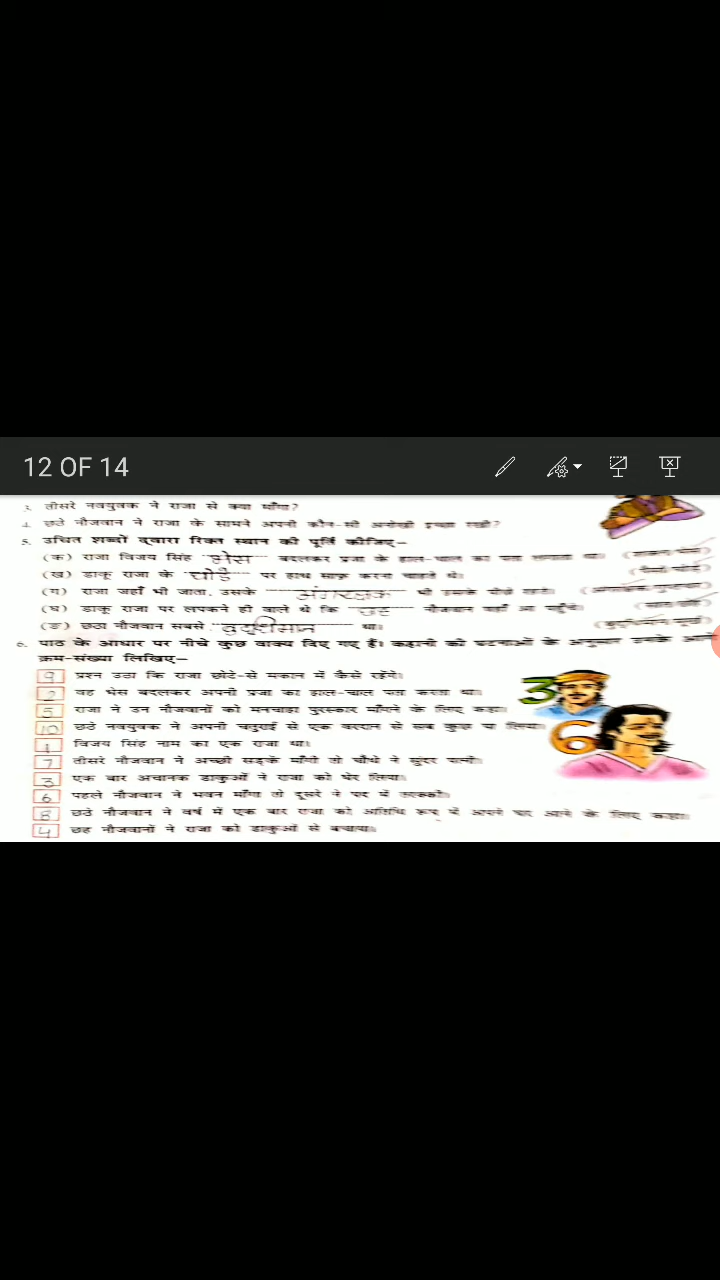 12 OF 14
3. तीसरे नवयुवक ने राजा से क्या माँगा?
4. छठे नौजवान ने राजा के सामने अपनी कौन-सी अनोखी इच्छा रखी?
5. उचित शब्दों द्वारा रिक्त स्थान की पूर्ति कीजिए–
(क) राजा विजय सिंह भेस बदलकर प्रजा के हाल-चाल का पता लगाता था।
(ख) डाकू राजा के घोड़े पर हाथ साफ़ करना चाहते थे।
(ग) राजा जहाँ भी जाता, उसके अंगरक्षक भी उसके पीछे रहते।
(घ) डाकू राजा पर लपकने ही वाले थे कि छह नौजवान वहाँ आ पहुँचे।
(ङ) छठा नौजवान सबसे बुद्धीमान था।
6. पाठ के आधार पर नीचे कुछ वाक्य दिए गए हैं। कहानी की घटनाओं के अनुसार उनके आगे
क्रम-संख्या लिखिए–
9 प्रश्न उठा कि राजा छोटे-से मकान में कैसे रहेंगे।
2 वह भेस बदलकर अपनी प्रजा का हाल-चाल पता करता था।
5 राजा ने उन नौजवानों को मनचाहा पुरस्कार माँगने के लिए कहा।
10 छठे नवयुवक ने अपनी चतुराई से एक वरदान से सब कुछ पा लिया।
1 विजय सिंह नाम का एक राजा था।
7 तीसरे नौजवान ने अच्छी सड़कें माँगी तो चौथे ने सुंदर पत्नी।
3 एक बार अचानक डाकुओं ने राजा को घेर लिया।
6 पहले नौजवान ने भवन माँगा तो दूसरे ने पद में तरक्की।
8 छठे नौजवान ने वर्ष में एक बार राजा को अतिथि रूप में अपने घर आने के लिए कहा।
4 छह नौजवानों ने राजा को डाकुओं से बचाया।
3
6